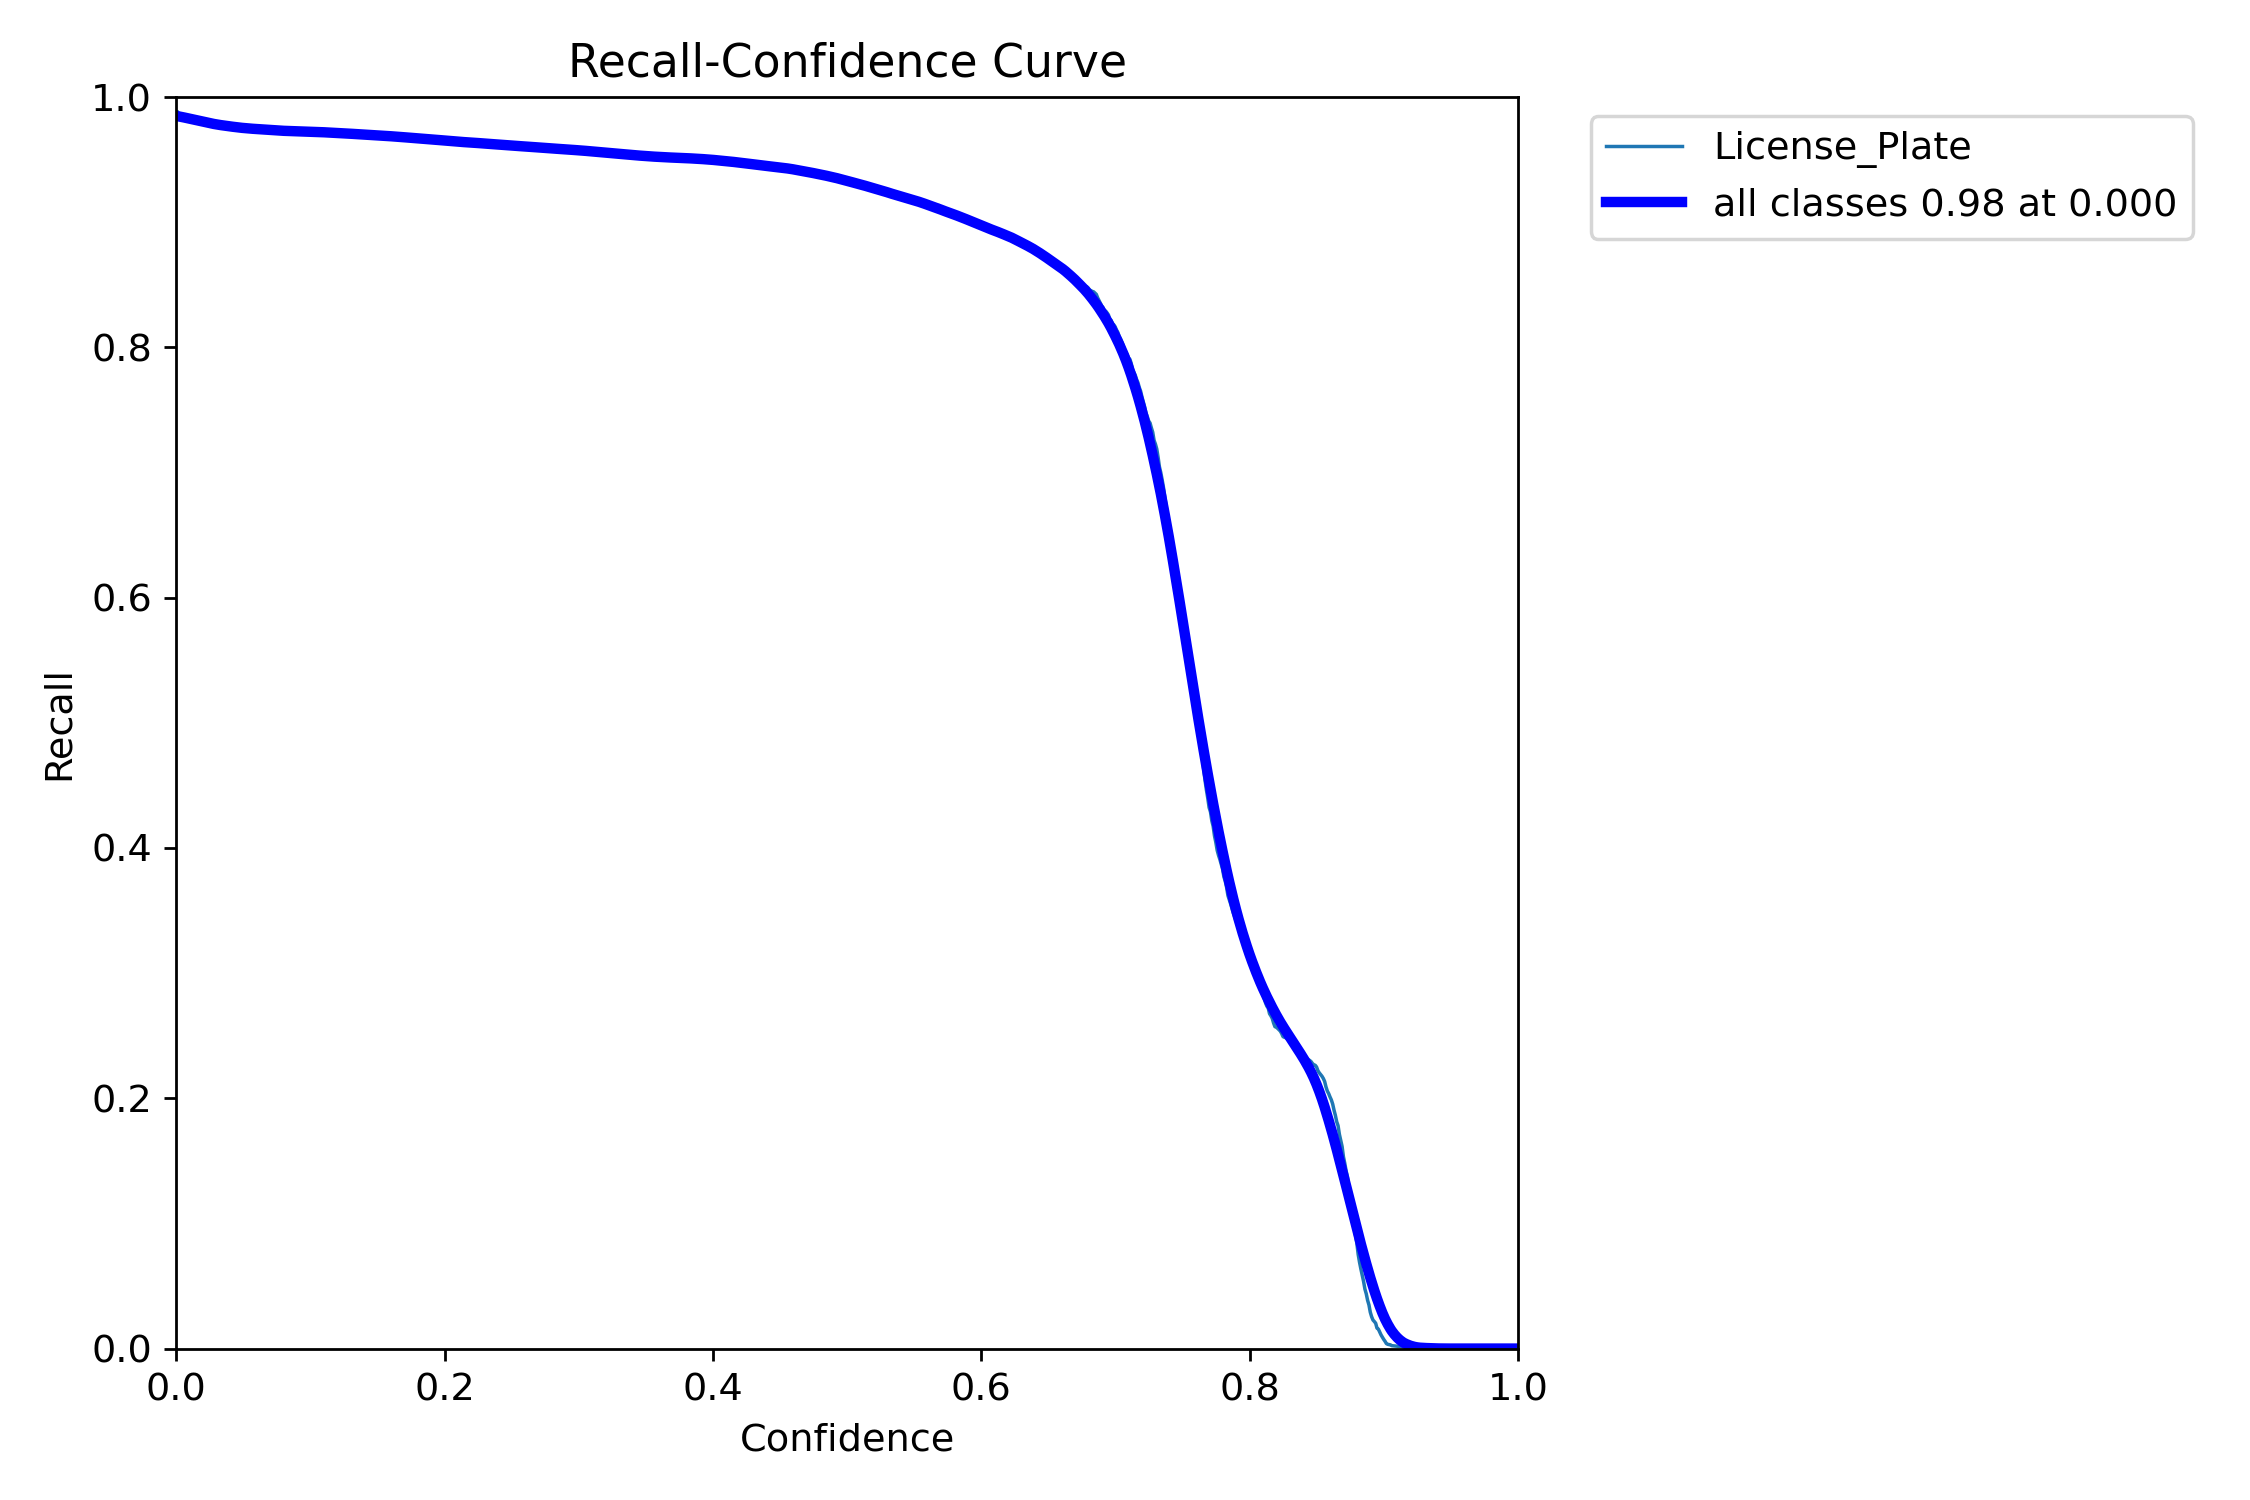 Recall-Confidence Curve
License_Plate
all classes 0.98 at 0.000
1.0
0.8
0.6
0.4
0.2
0.0
Recall
0.0 0.2 0.4 0.6 0.8 1.0
Confidence